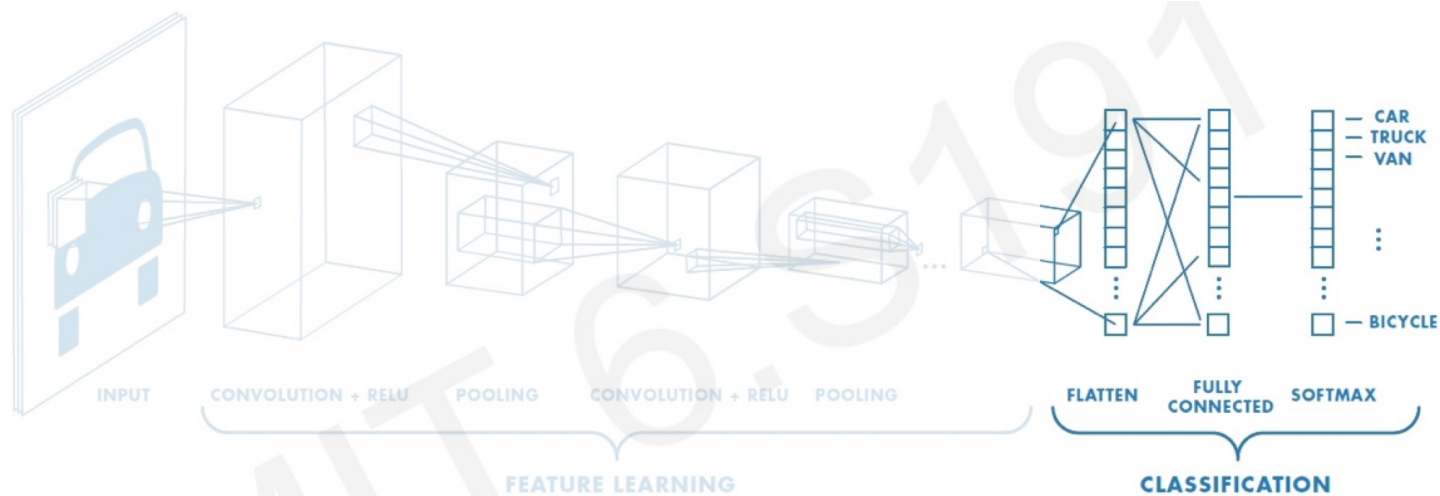 CAR
TRUCK
VAN
BICYCLE
INPUT
CONVOLUTION + RELU
POOLING
CONVOLUTION + RELU
POOLING
FLATTEN
FULLY
CONNECTED
SOFTMAX
FEATURE LEARNING
CLASSIFICATION
MIT 6.S191